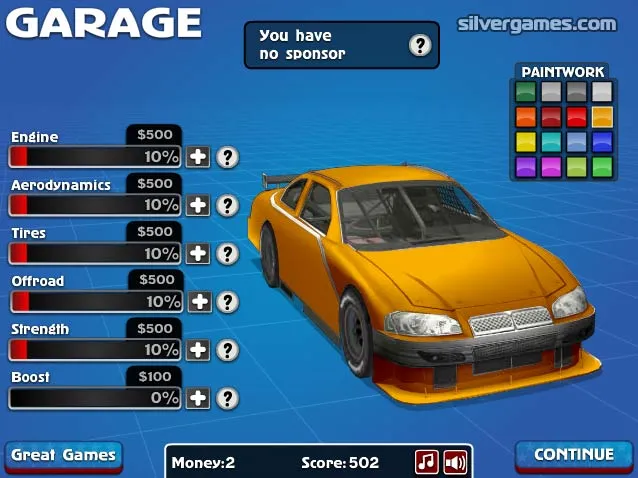 GARAGE
You have
no sponsor
?
silvergames.com
PAINTWORK
Engine
$500
10%
+
?
Aerodynamics
$500
10%
+
?
Tires
$500
10%
+
?
Offroad
$500
10%
+
?
Strength
$500
10%
+
?
Boost
$100
0%
+
?
Great Games
Money:2
Score:502
CONTINUE